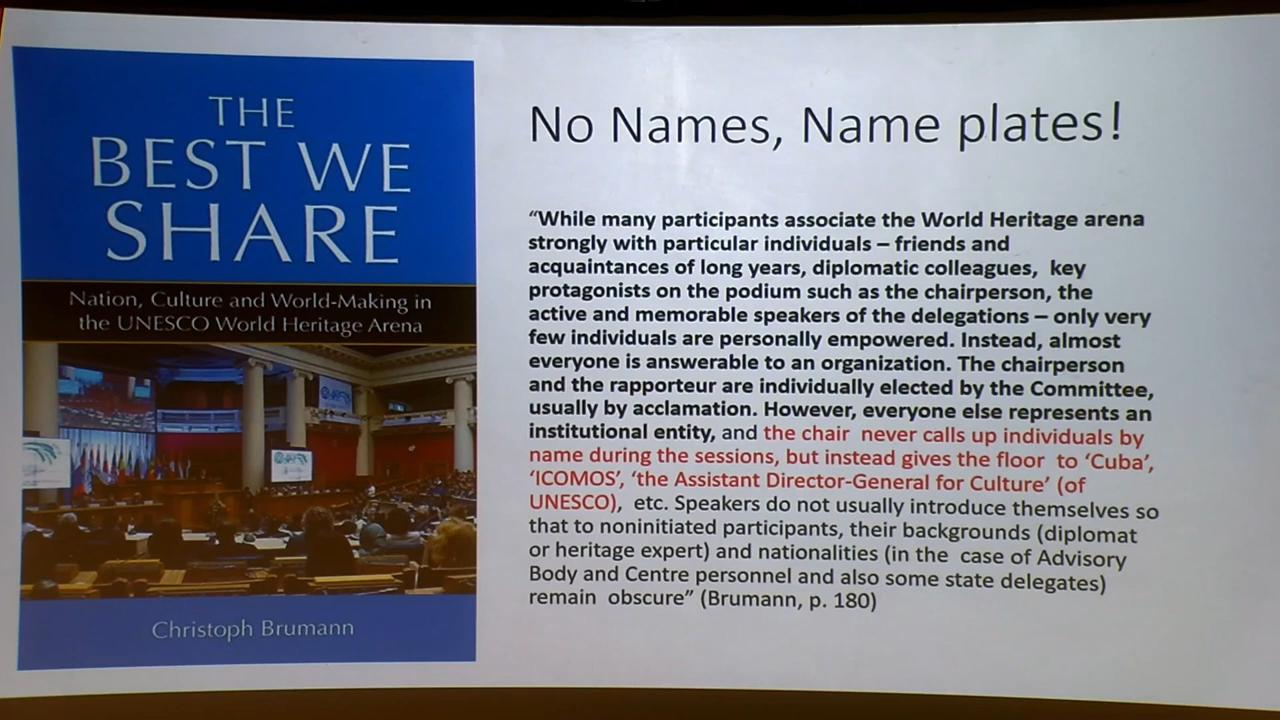 THE
BEST WE
SHARE
Nation, Culture and World-Making in
the UNESCO World Heritage Arena
Christoph Brumann
No Names, Name plates!
“While many participants associate the World Heritage arena
strongly with particular individuals – friends and
acquaintances of long years, diplomatic colleagues, key
protagonists on the podium such as the chairperson, the
active and memorable speakers of the delegations – only very
few individuals are personally empowered. Instead, almost
everyone is answerable to an organization. The chairperson
and the rapporteur are individually elected by the Committee,
usually by acclamation. However, everyone else represents an
institutional entity, and the chair never calls up individuals by
name during the sessions, but instead gives the floor to ‘Cuba’,
‘ICOMOS’, ‘the Assistant Director-General for Culture’ (of
UNESCO), etc. Speakers do not usually introduce themselves so
that to noninitiated participants, their backgrounds (diplomat
or heritage expert) and nationalities (in the case of Advisory
Body and Centre personnel and also some state delegates)
remain obscure” (Brumann, p. 180)